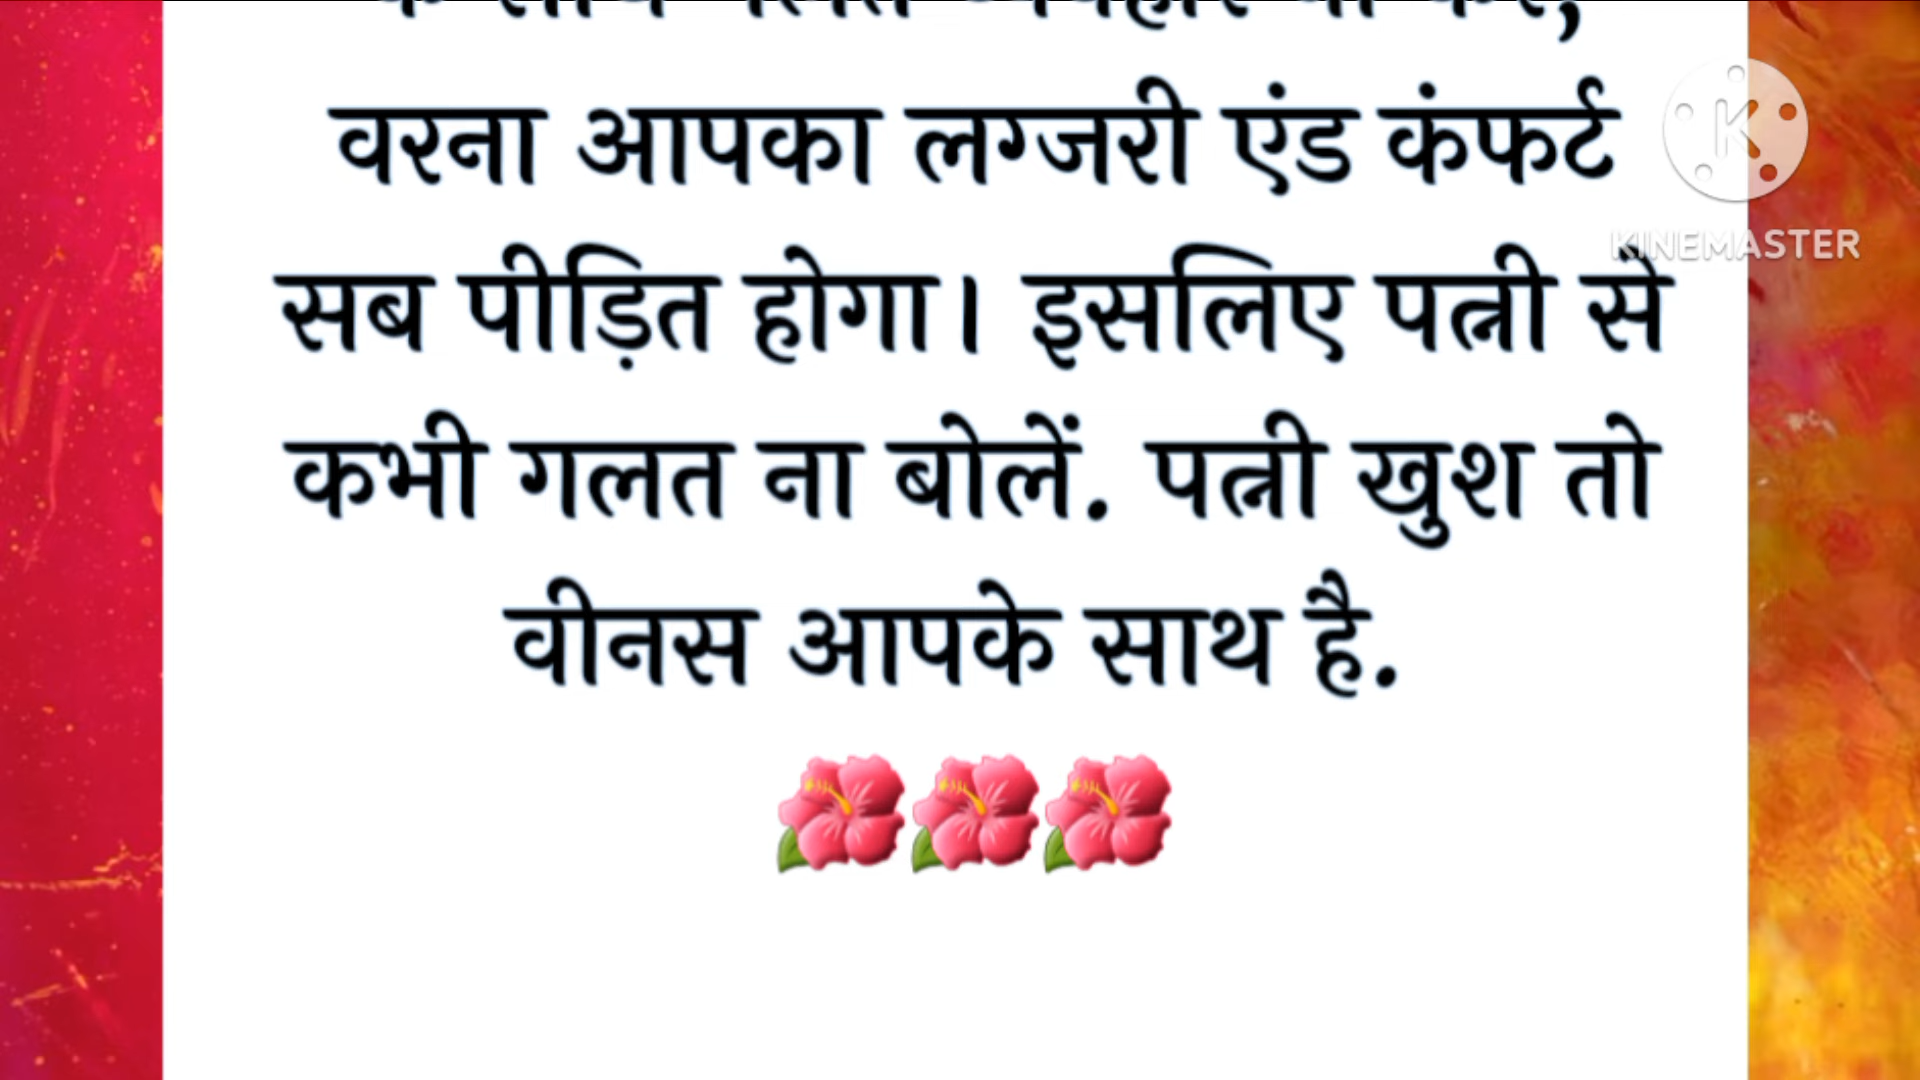 वरना आपका लग्जरी एंड कंफर्ट
सब पीड़ित होगा। इसलिए पत्नी से
कभी गलत ना बोलें. पत्नी खुश तो
वीनस आपके साथ है.
K
KINEMASTER